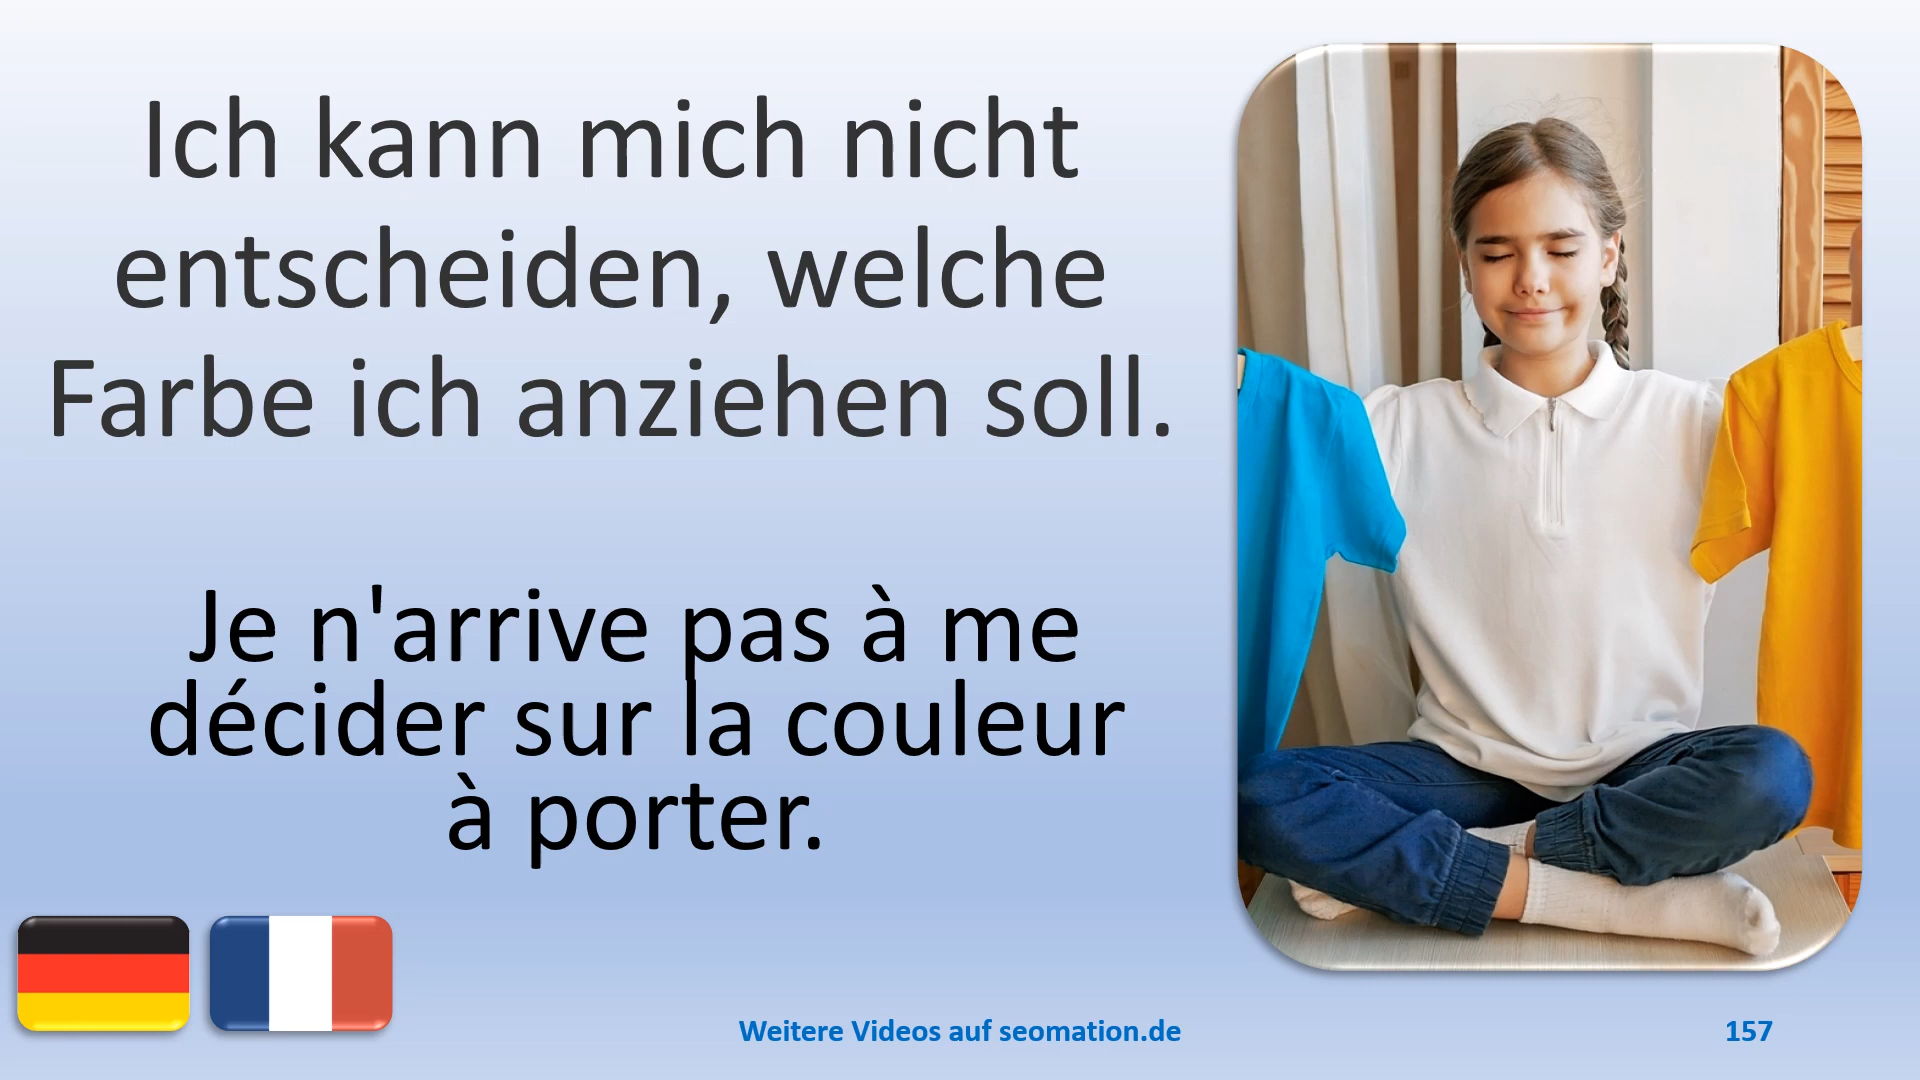 Ich kann mich nicht
entscheiden, welche
Farbe ich anziehen soll.
Je n'arrive pas à me
décider sur la couleur
à porter.
Weitere Videos auf seomation.de
157